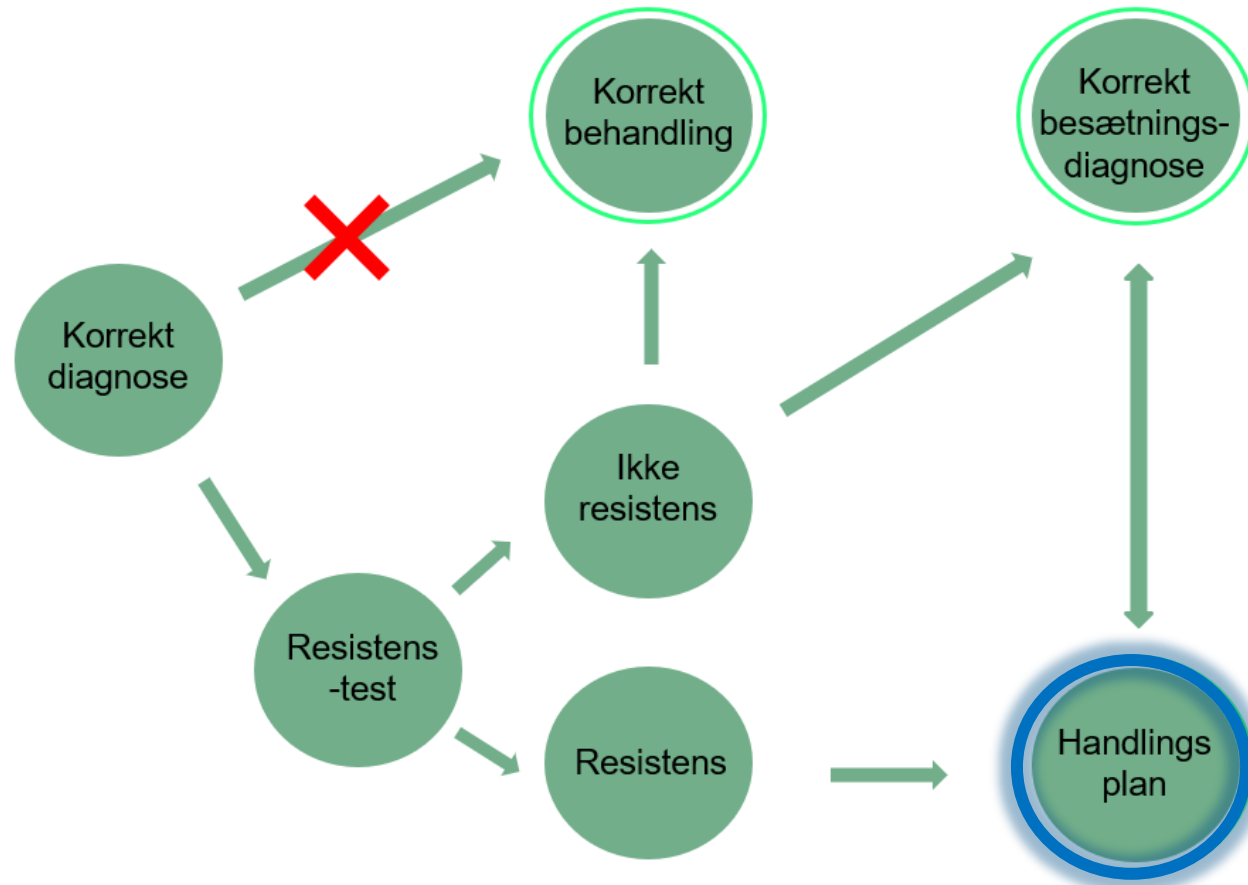 Korrekt
behandling
Korrekt
besætnings-
diagnose
Korrekt
diagnose
Ikke
resistens
Resistens
-test
Resistens
Handlings
plan